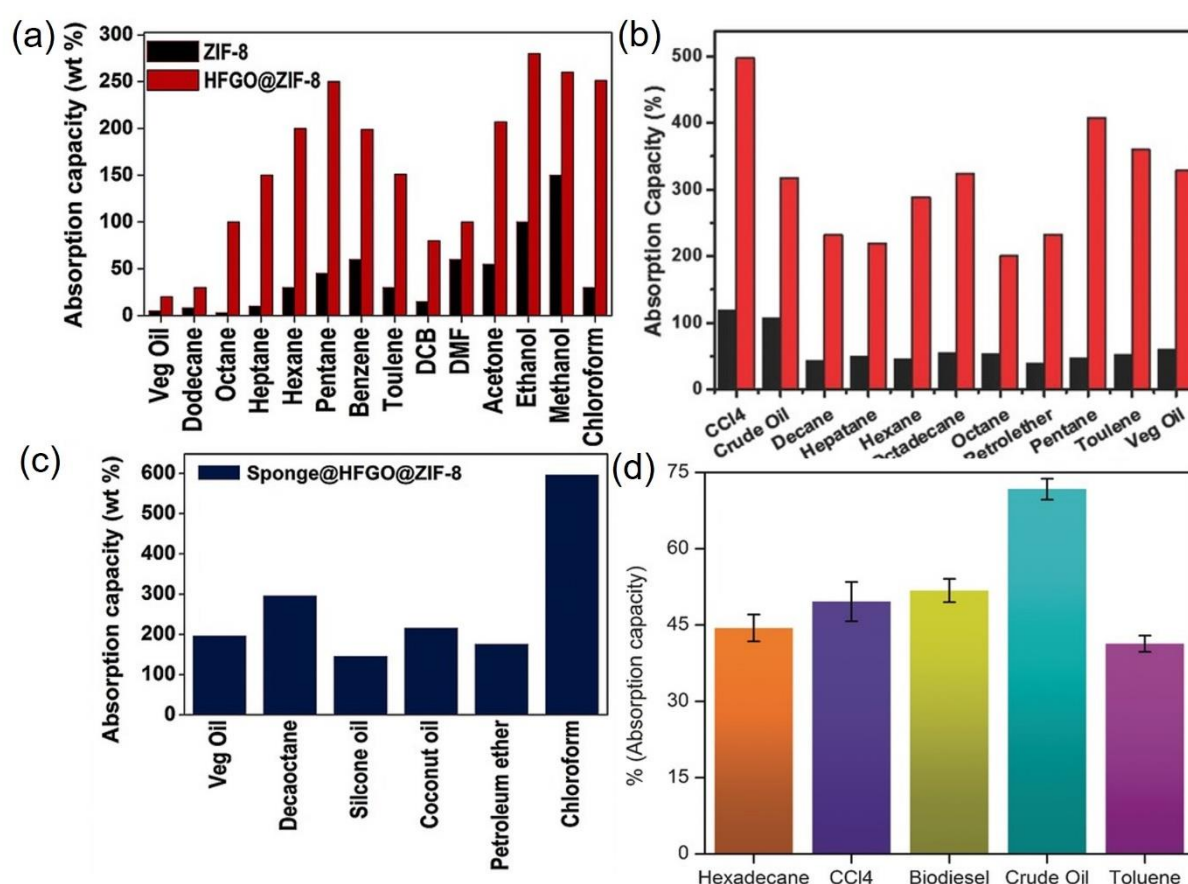 (a)
Absorption capacity (wt %)
300
250
200
150
100
50
0
ZIF-8
HFGO@ZIF-8
Veg Oil
Dodecane
Octane
Heptane
Hexane
Pentane
Benzene
Toulene
DCB
DMF
Acetone
Ethanol
Methanol
Chloroform
(b)
Absorption Capacity (%)
500
400
300
200
100
0
CCl4
Crude Oil
Decane
Hepatane
Hexane
Octadecane
Octane
Petrolether
Pentane
Toulene
Veg Oil
(c)
Absorption capacity (wt %)
600
500
400
300
200
100
0
Sponge@HFGO@ZIF-8
Veg Oil
Decaoctane
Silcone oil
Coconut oil
Petroleum ether
Chloroform
(d)
% (Absorption capacity)
75
60
45
30
15
0
Hexadecane
CCl4
Biodiesel
Crude Oil
Toluene